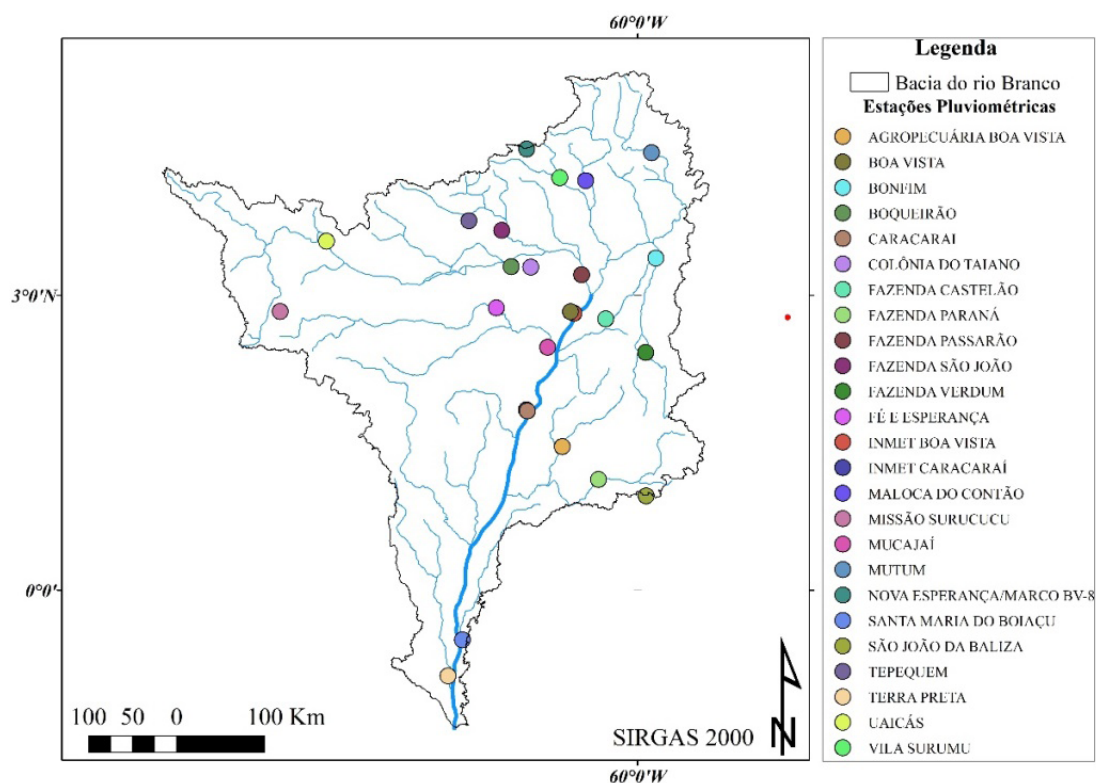 60°0'W
3°0'N
0°0'
100 50 0 100 Km
SIRGAS 2000
N
60°0'W
Legenda
Bacia do rio Branco
Estações Pluviométricas
AGROPECUÁRIA BOA VISTA
BOA VISTA
BONFIM
BOQUEIRÃO
CARACARAI
COLÔNIA DO TAIANO
FAZENDA CASTELÃO
FAZENDA PARANÁ
FAZENDA PASSARÃO
FAZENDA SÃO JOÃO
FAZENDA VERDUM
FÉ E ESPERANÇA
INMET BOA VISTA
INMET CARACARAÍ
MALOCA DO CONTÃO
MISSÃO SURUCUCU
MUCAJAÍ
MUTUM
NOVA ESPERANÇA/MARCO BV-8
SANTA MARIA DO BOIAÇU
SÃO JOÃO DA BALIZA
TEPEQUEM
TERRA PRETA
UAICÁS
VILA SURUMU